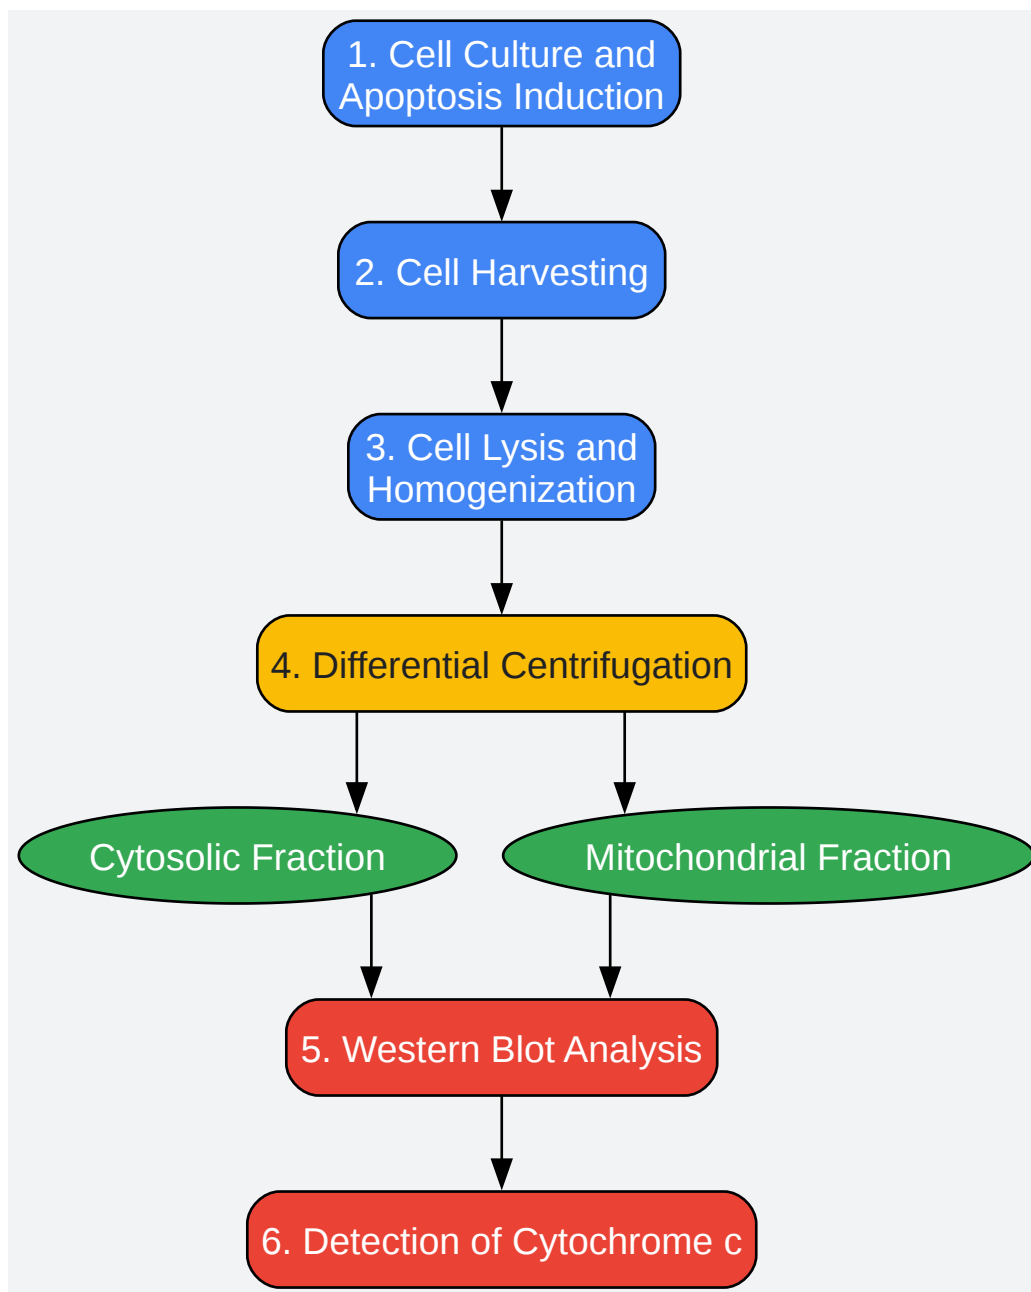 1. Cell Culture and
Apoptosis Induction
2. Cell Harvesting
3. Cell Lysis and
Homogenization
4. Differential Centrifugation
Cytosolic Fraction
Mitochondrial Fraction
5. Western Blot Analysis
6. Detection of Cytochrome c